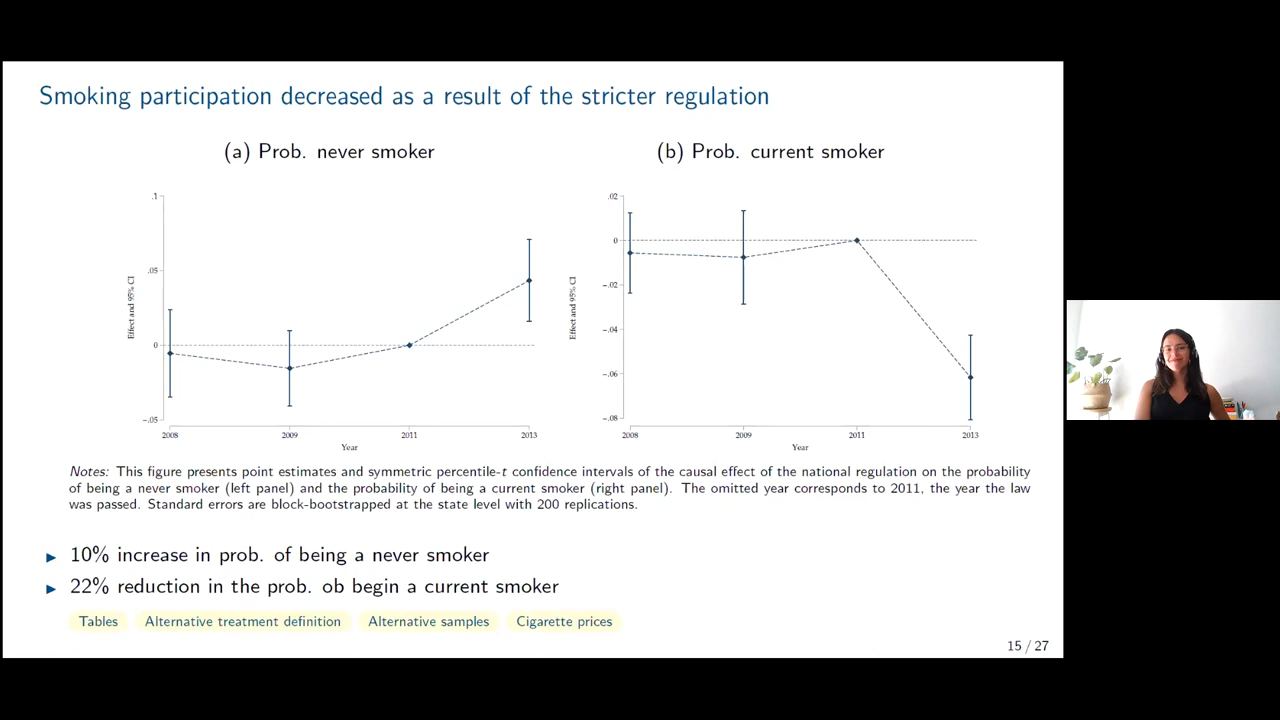 Smoking participation decreased as a result of the stricter regulation
(a) Prob. never smoker
(b) Prob. current smoker
.1
.05
0
-.05
Effect and 95% CI
2008
2009
2011
2013
Year
.02
0
-.02
-.04
-.06
-.08
Effect and 95% CI
2008
2009
2011
2013
Year
Notes: This figure presents point estimates and symmetric percentile-t confidence intervals of the causal effect of the national regulation on the probability
of being a never smoker (left panel) and the probability of being a current smoker (right panel). The omitted year corresponds to 2011, the year the law
was passed. Standard errors are block-bootstrapped at the state level with 200 replications.
10% increase in prob. of being a never smoker
22% reduction in the prob. ob begin a current smoker
Tables
Alternative treatment definition
Alternative samples
Cigarette prices
15 / 27